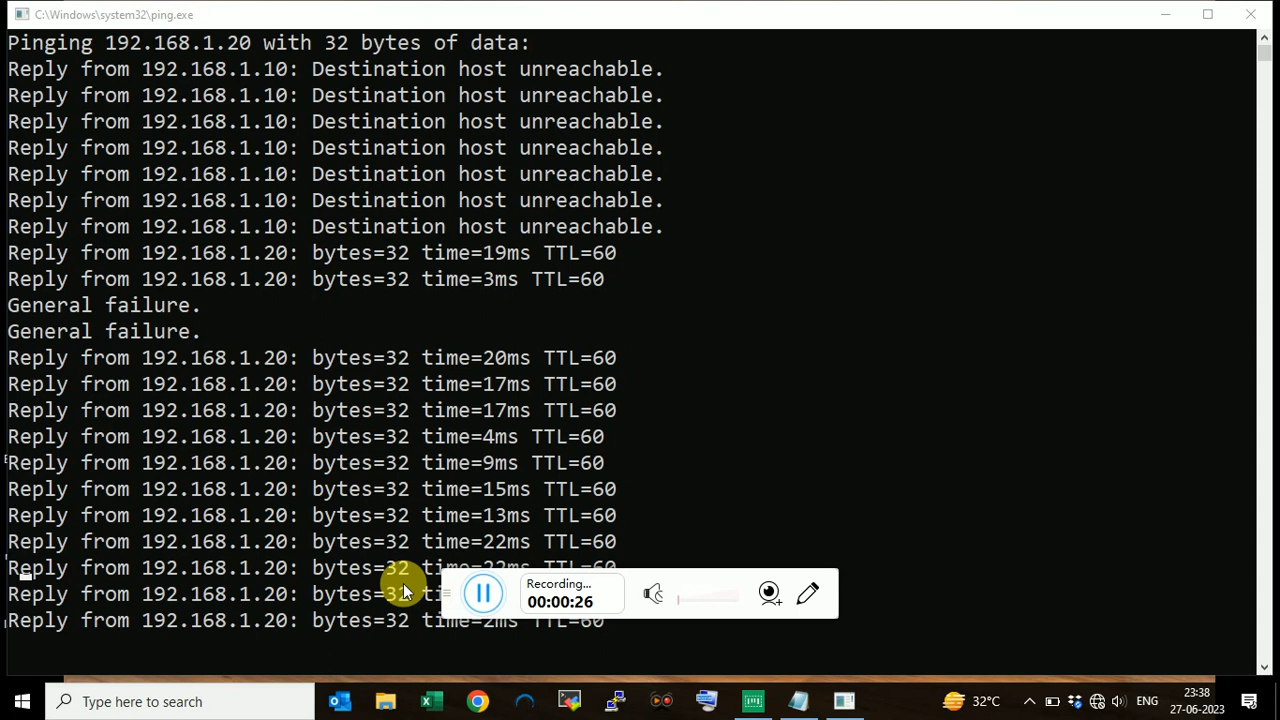 C:\Windows\system32\ping.exe
Pinging 192.168.1.20 with 32 bytes of data:
Reply from 192.168.1.10: Destination host unreachable.
Reply from 192.168.1.10: Destination host unreachable.
Reply from 192.168.1.10: Destination host unreachable.
Reply from 192.168.1.10: Destination host unreachable.
Reply from 192.168.1.10: Destination host unreachable.
Reply from 192.168.1.10: Destination host unreachable.
Reply from 192.168.1.10: Destination host unreachable.
Reply from 192.168.1.20: bytes=32 time=19ms TTL=60
Reply from 192.168.1.20: bytes=32 time=3ms TTL=60
General failure.
General failure.
Reply from 192.168.1.20: bytes=32 time=20ms TTL=60
Reply from 192.168.1.20: bytes=32 time=17ms TTL=60
Reply from 192.168.1.20: bytes=32 time=17ms TTL=60
Reply from 192.168.1.20: bytes=32 time=4ms TTL=60
Reply from 192.168.1.20: bytes=32 time=9ms TTL=60
Reply from 192.168.1.20: bytes=32 time=15ms TTL=60
Reply from 192.168.1.20: bytes=32 time=13ms TTL=60
Reply from 192.168.1.20: bytes=32 time=22ms TTL=60
Reply from 192.168.1.20: bytes=32 time=22ms TTL=60
Reply from 192.168.1.20: bytes=32
Reply from 192.168.1.20: bytes=32 time=2ms TTL=60
Recording...
00:00:26
Type here to search
32°C
ENG
23:38
27-06-2023